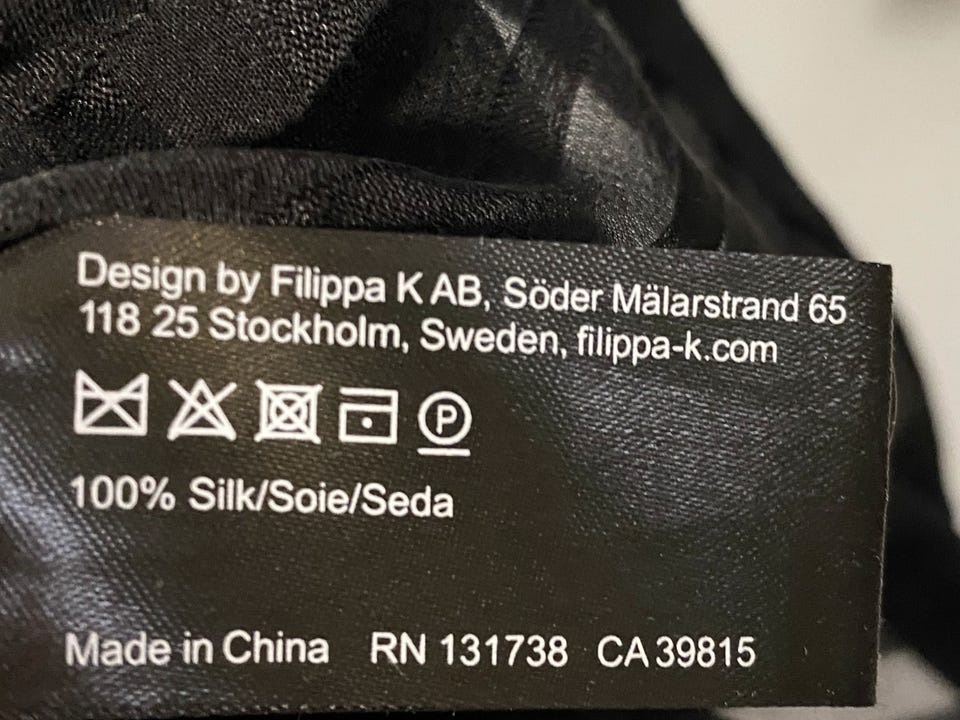 Design by Filippa K AB, Söder Mälarstrand 65
118 25 Stockholm, Sweden, filippa-k.com
P
100% Silk/Soie/Seda
Made in China RN 131738 CA 39815